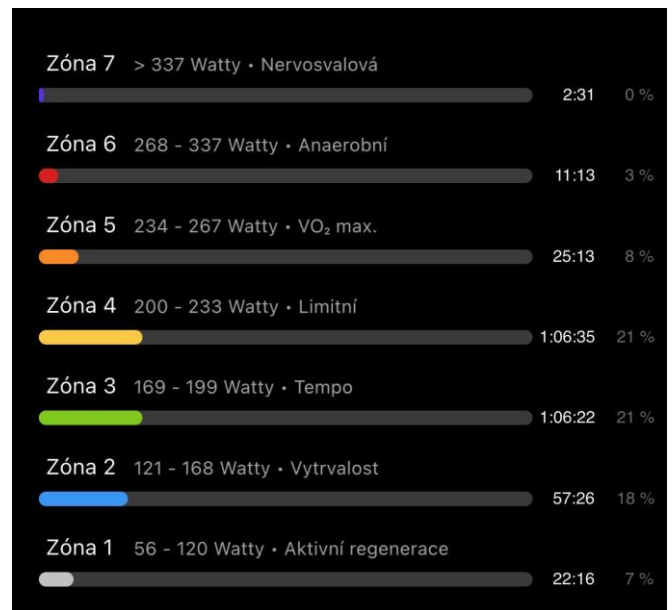 Zóna 7 > 337 Watty • Nervosvalová
2:31 0 %
Zóna 6 268 - 337 Watty • Anaerobní
11:13 3 %
Zóna 5 234 - 267 Watty • VO₂ max.
25:13 8 %
Zóna 4 200 - 233 Watty • Limitní
1:06:35 21 %
Zóna 3 169 - 199 Watty • Tempo
1:06:22 21 %
Zóna 2 121 - 168 Watty • Vytrvalost
57:26 18 %
Zóna 1 56 - 120 Watty • Aktivní regenerace
22:16 7 %